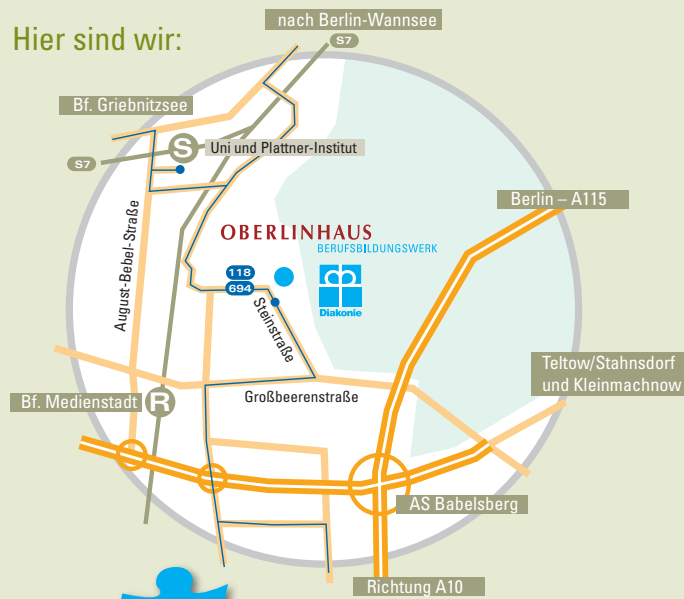 Hier sind wir:
nach Berlin-Wannsee
S7
Bf. Griebnitzsee
S
Uni und Plattner-Institut
S7
Berlin – A115
August-Bebel-Straße
OBERLINHAUS
BERUFSBILDUNGSWERK
118
694
Diakonie
Steinstraße
Teltow/Stahnsdorf
und Kleinmachnow
Bf. Medienstadt
R
Großbeerenstraße
AS Babelsberg
Richtung A10